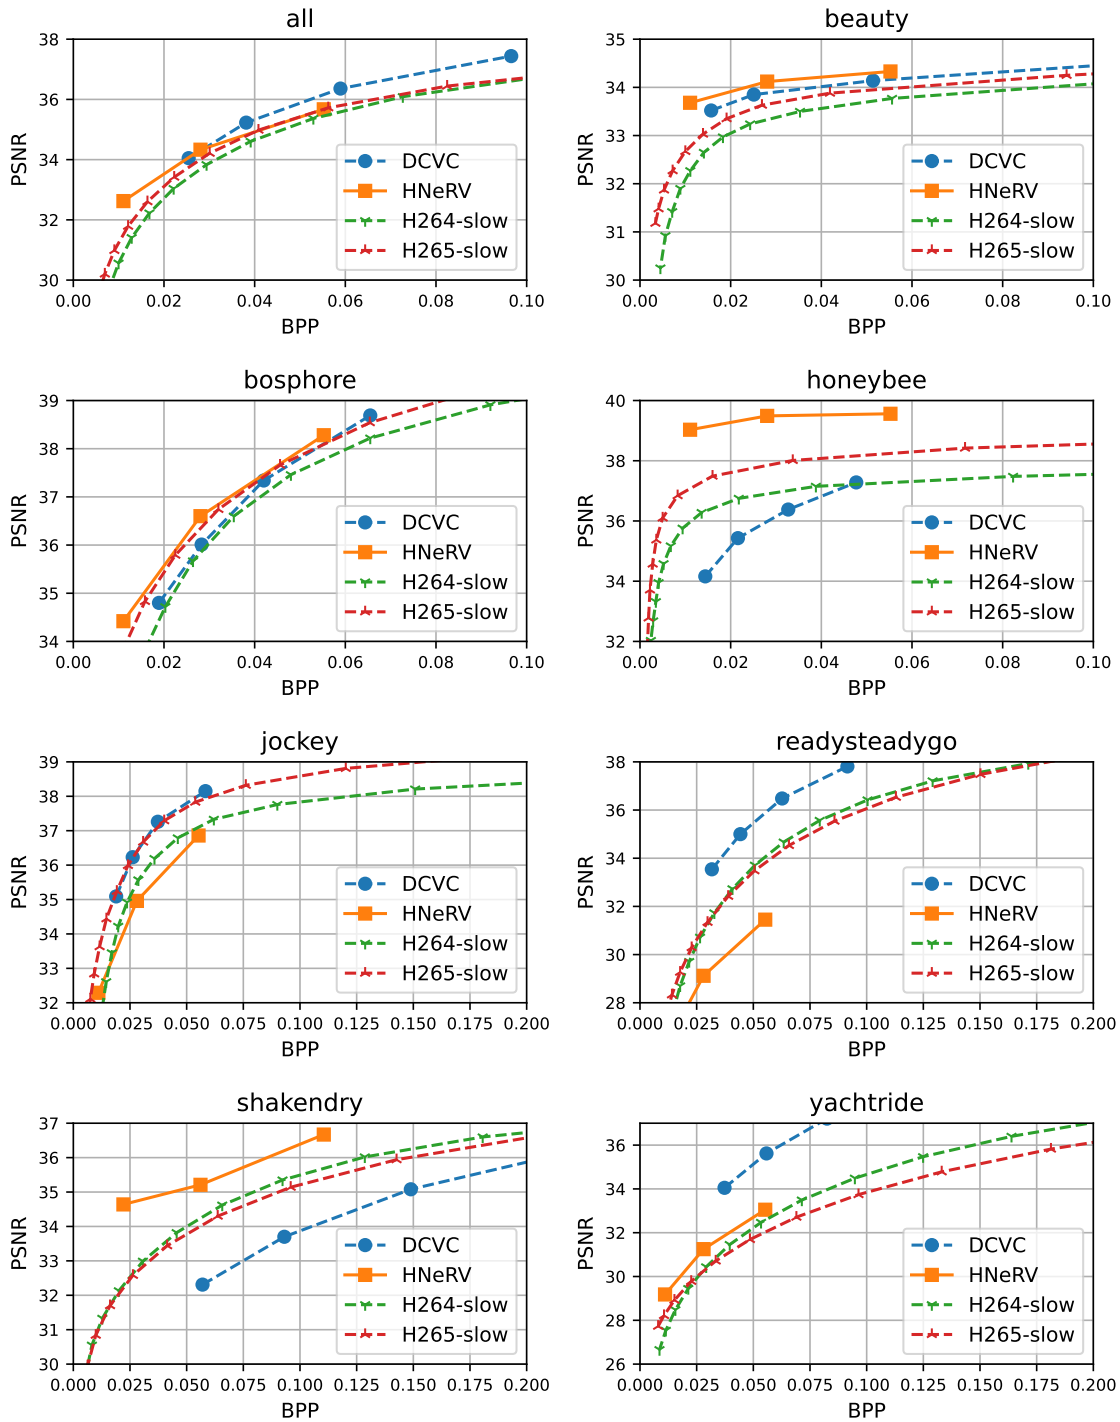 all
38
36
34
32
30
PSNR
0.00 0.02 0.04 0.06 0.08 0.10
BPP
DCVC
HNeRV
H264-slow
H265-slow
beauty
35
34
33
32
31
30
PSNR
0.00 0.02 0.04 0.06 0.08 0.10
BPP
DCVC
HNeRV
H264-slow
H265-slow
bosphore
39
38
37
36
35
34
PSNR
0.00 0.02 0.04 0.06 0.08 0.10
BPP
DCVC
HNeRV
H264-slow
H265-slow
honeybee
40
38
36
34
32
PSNR
0.00 0.02 0.04 0.06 0.08 0.10
BPP
DCVC
HNeRV
H264-slow
H265-slow
jockey
39
38
37
36
35
34
33
32
PSNR
0.000 0.025 0.050 0.075 0.100 0.125 0.150 0.175 0.200
BPP
DCVC
HNeRV
H264-slow
H265-slow
readysteadygo
38
36
34
32
30
28
PSNR
0.000 0.025 0.050 0.075 0.100 0.125 0.150 0.175 0.200
BPP
DCVC
HNeRV
H264-slow
H265-slow
shakendry
37
36
35
34
33
32
31
30
PSNR
0.000 0.025 0.050 0.075 0.100 0.125 0.150 0.175 0.200
BPP
DCVC
HNeRV
H264-slow
H265-slow
yachtride
36
34
32
30
28
26
PSNR
0.000 0.025 0.050 0.075 0.100 0.125 0.150 0.175 0.200
BPP
DCVC
HNeRV
H264-slow
H265-slow